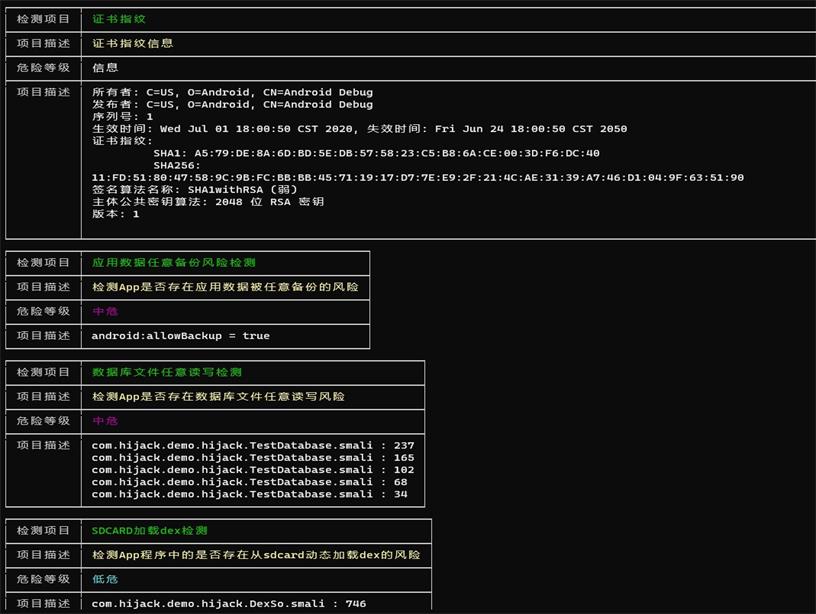 检测项目 证书指纹
项目描述 证书指纹信息
危险等级 信息
项目描述 所有者: C=US, O=Android, CN=Android Debug
发布者: C=US, O=Android, CN=Android Debug
序列号: 1
生效时间: Wed Jul 01 18:00:50 CST 2020, 失效时间: Fri Jun 24 18:00:50 CST 2050
证书指纹:
SHA1: A5:79:DE:8A:6D:BD:5E:DB:57:58:23:C5:B8:6A:CE:00:3D:F6:DC:40
SHA256:
11:FD:51:80:47:58:9C:9B:FC:BB:BB:45:71:19:17:D7:7E:E9:2F:21:4C:AE:31:39:A7:46:D1:04:9F:63:51:90
签名算法名称: SHA1withRSA (弱)
主体公共密钥算法: 2048 位 RSA 密钥
版本: 1
检测项目 应用数据任意备份风险检测
项目描述 检测App是否存在应用数据被任意备份的风险
危险等级 中危
项目描述 android:allowBackup = true
检测项目 数据库文件任意读写检测
项目描述 检测App是否存在数据库文件任意读写风险
危险等级 中危
项目描述 com.hijack.demo.hijack.TestDatabase.smali : 237
com.hijack.demo.hijack.TestDatabase.smali : 165
com.hijack.demo.hijack.TestDatabase.smali : 102
com.hijack.demo.hijack.TestDatabase.smali : 68
com.hijack.demo.hijack.TestDatabase.smali : 34
检测项目 SDCARD加载dex检测
项目描述 检测App程序中的是否存在从sdcard动态加载dex的风险
危险等级 低危
项目描述 com.hijack.demo.hijack.DexSo.smali : 746